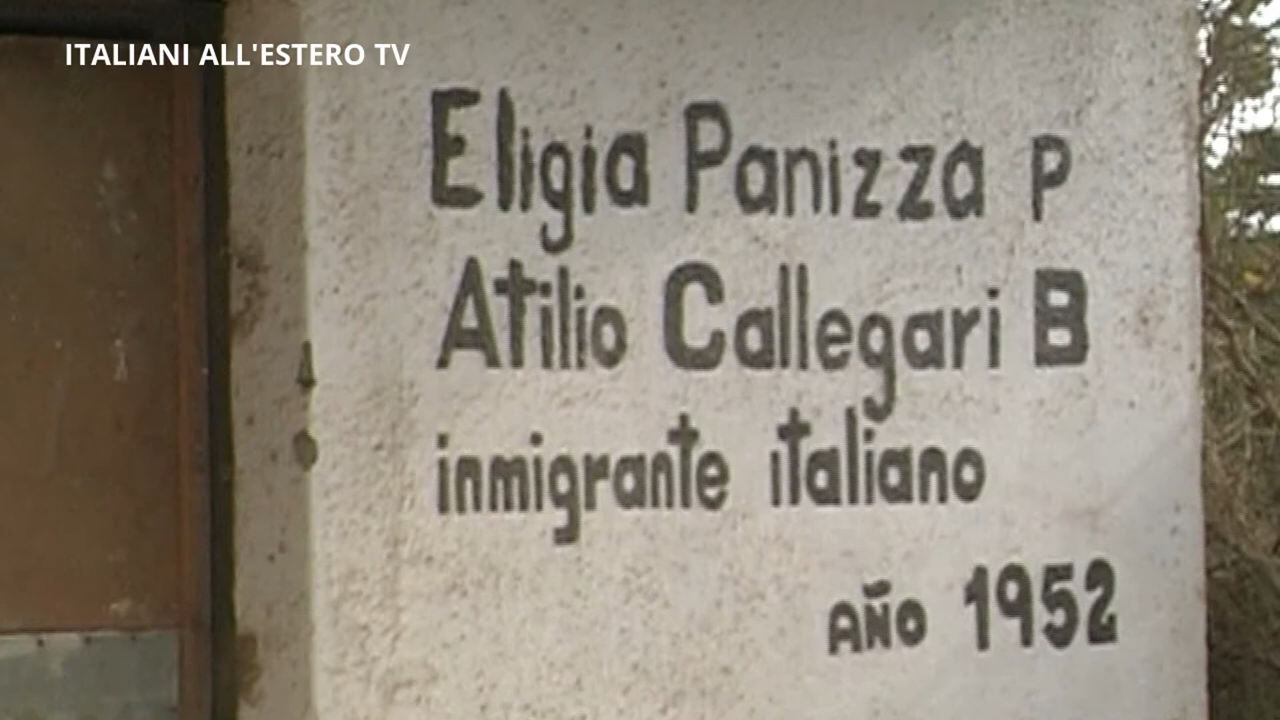 ITALIANI ALL'ESTERO TV
Eligia Panizza P
Atilio Callegari B
inmigrante italiano
AÑo 1952